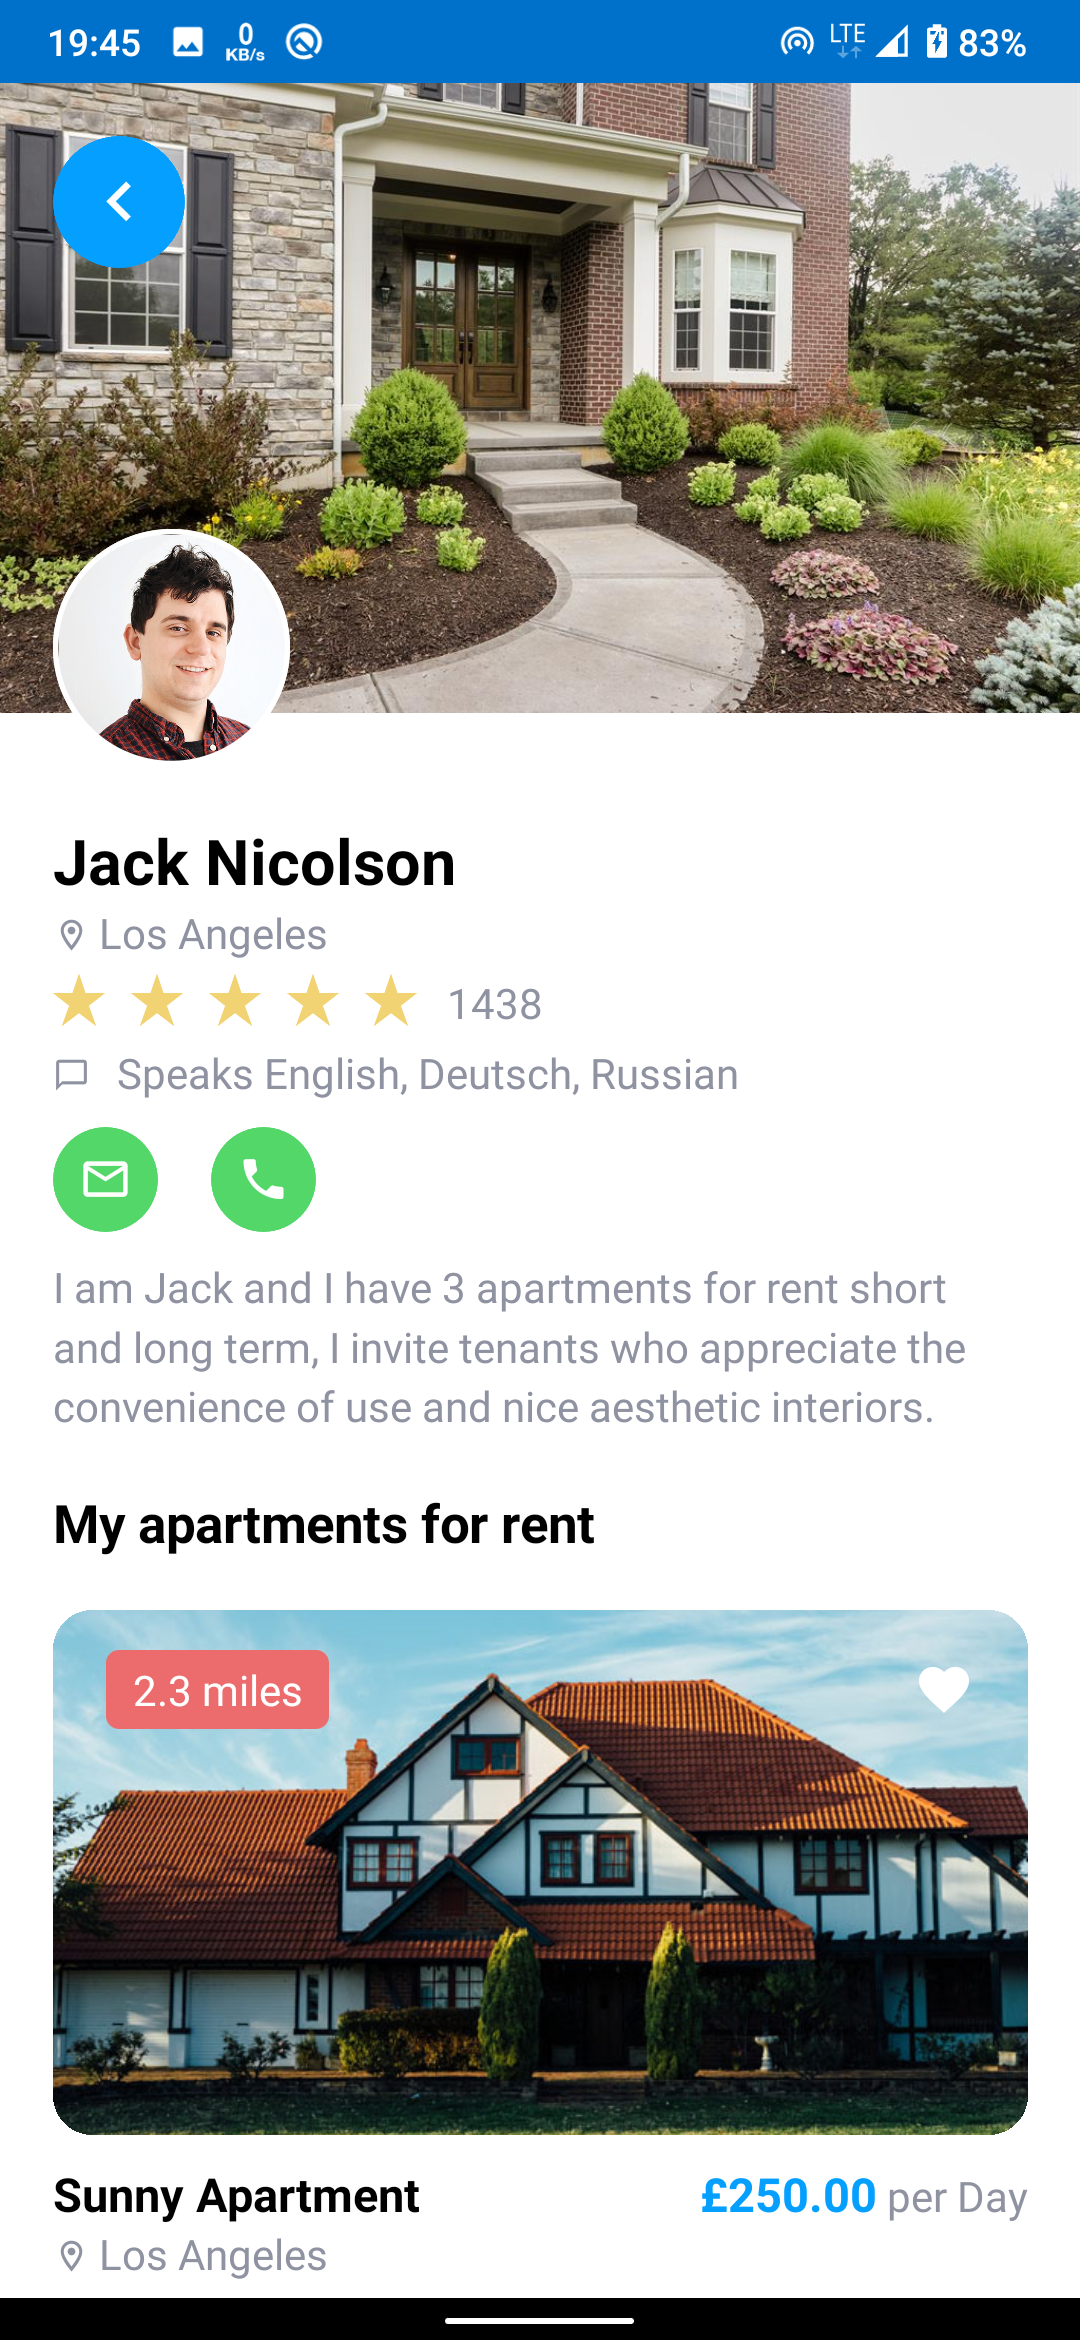 19:45
0
KB/s
LTE
83%
Jack Nicolson
Los Angeles
1438
Speaks English, Deutsch, Russian
I am Jack and I have 3 apartments for rent short
and long term, I invite tenants who appreciate the
convenience of use and nice aesthetic interiors.
My apartments for rent
2.3 miles
Sunny Apartment
£250.00 per Day
Los Angeles